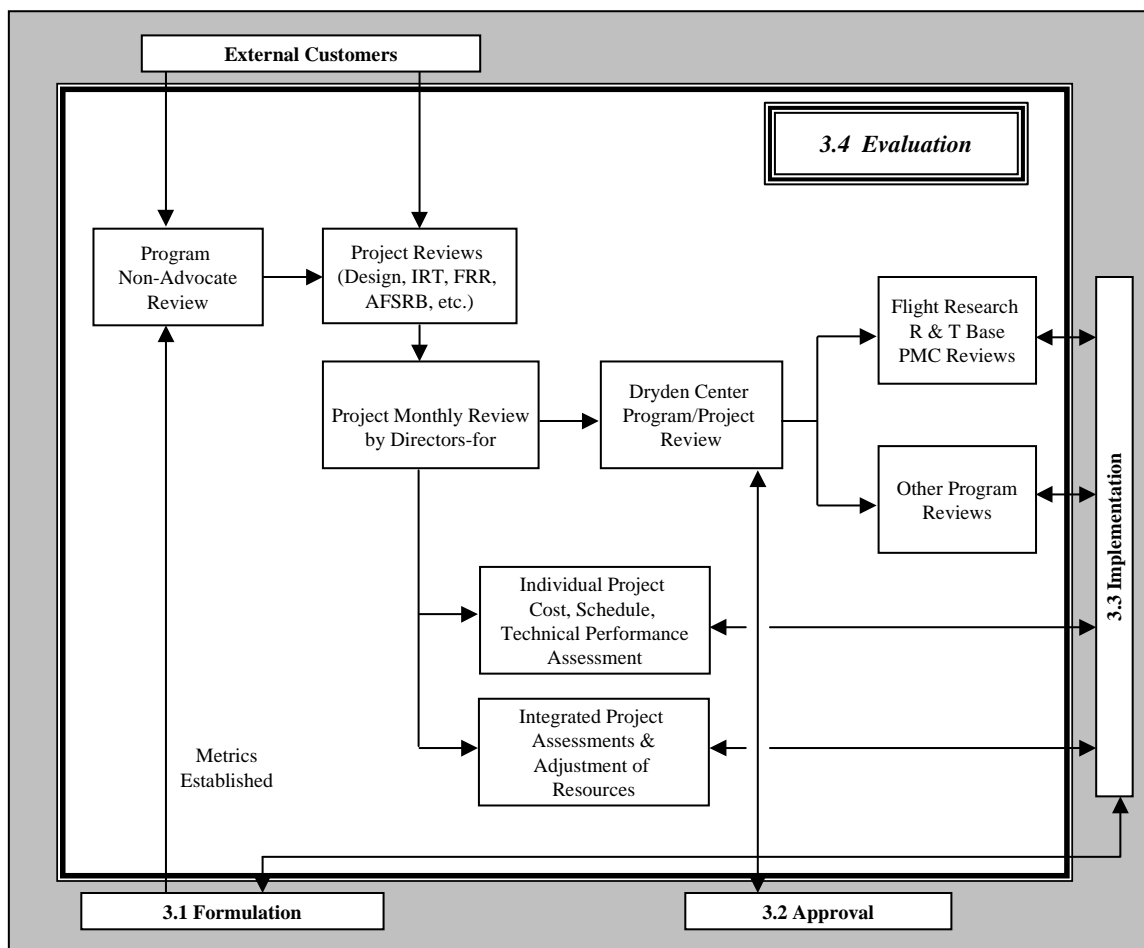 External Customers
3.4 Evaluation
Program
Non-Advocate
Review
Project Reviews
(Design, IRT, FRR,
AFSRB, etc.)
Flight Research
R & T Base
PMC Reviews
Project Monthly Review
by Directors-for
Dryden Center
Program/Project
Review
Other Program
Reviews
3.3 Implementation
Individual Project
Cost, Schedule,
Technical Performance
Assessment
Integrated Project
Assessments &
Adjustment of
Resources
Metrics
Established
3.1 Formulation
3.2 Approval